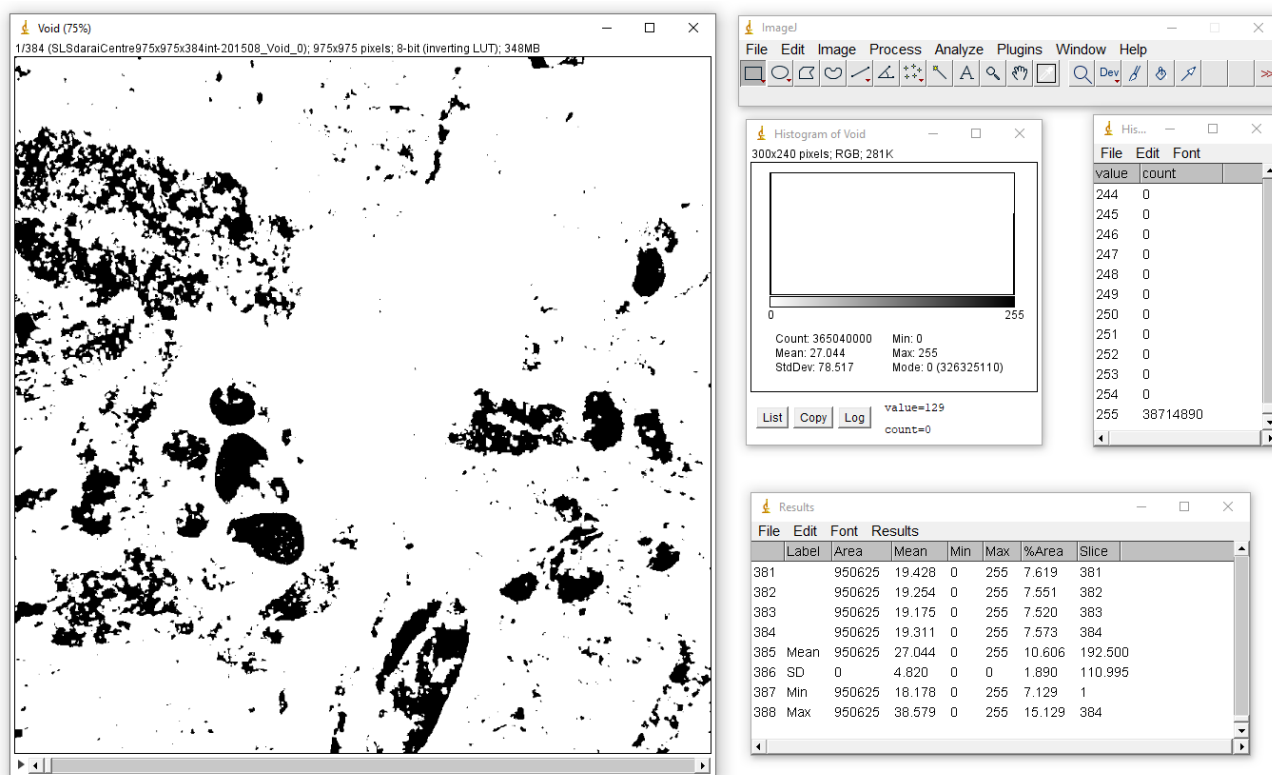 Void (75%)
1/384 (SLSdaraiCentre975x975x384int-201508_Void_0); 975x975 pixels; 8-bit (inverting LUT); 348MB
ImageJ
File Edit Image Process Analyze Plugins Window Help
A Dev >>
Histogram of Void
300x240 pixels; RGB; 281K
0 255
Count: 365040000 Min: 0
Mean: 27.044 Max: 255
StdDev: 78.517 Mode: 0 (326325110)
List Copy Log value=129
count=0
His...
File Edit Font
value count
244 0
245 0
246 0
247 0
248 0
249 0
250 0
251 0
252 0
253 0
254 0
255 38714890
Results
File Edit Font Results
Label Area Mean Min Max %Area Slice
381 950625 19.428 0 255 7.619 381
382 950625 19.254 0 255 7.551 382
383 950625 19.175 0 255 7.520 383
384 950625 19.311 0 255 7.573 384
385 Mean 950625 27.044 0 255 10.606 192.500
386 SD 0 4.820 0 0 1.890 110.995
387 Min 950625 18.178 0 255 7.129 1
388 Max 950625 38.579 0 255 15.129 384